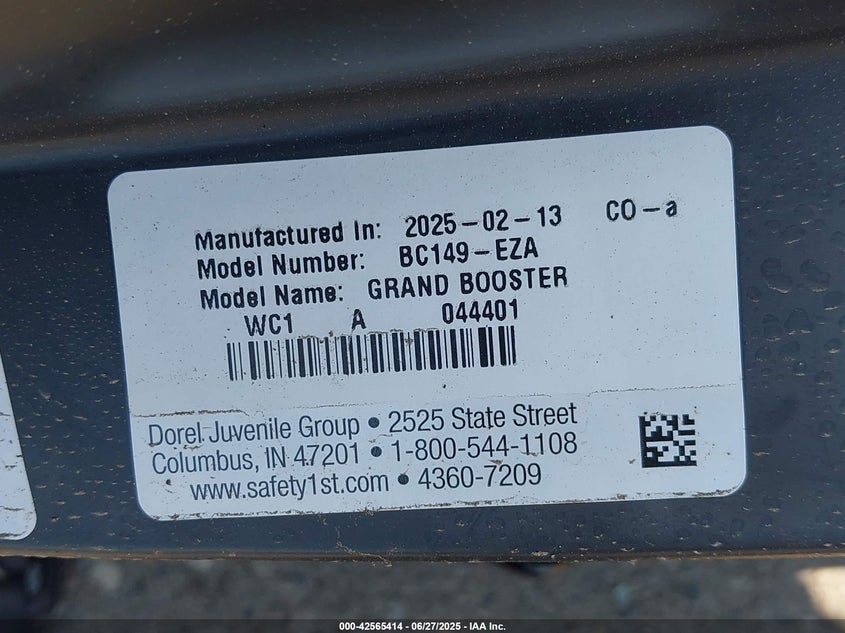 Manufactured In: 2025-02-13 CO-a
Model Number: BC149-EZA
Model Name: GRAND BOOSTER
WC1 A 044401
Dorel Juvenile Group • 2525 State Street
Columbus, IN 47201 • 1-800-544-1108
www.safety1st.com • 4360-7209
000-42565414 | 06/27/2025 - IAA Inc.